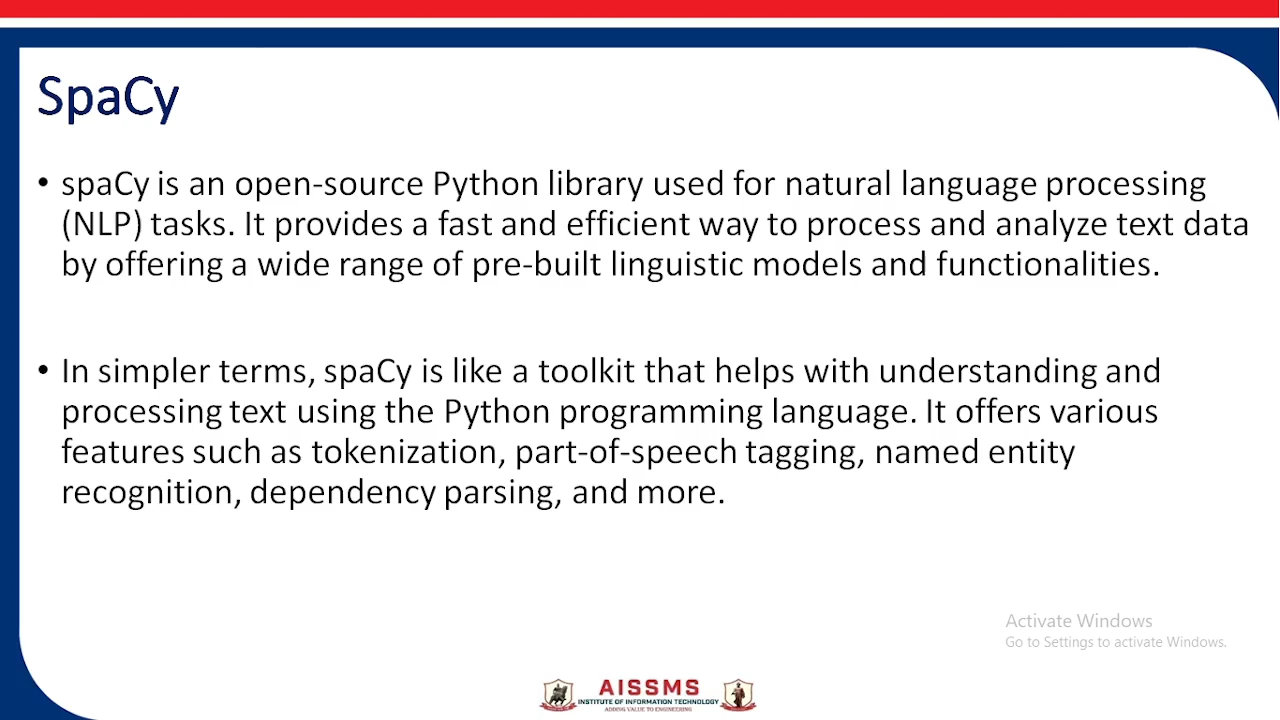 SpaCy
• spaCy is an open-source Python library used for natural language processing
(NLP) tasks. It provides a fast and efficient way to process and analyze text data
by offering a wide range of pre-built linguistic models and functionalities.
• In simpler terms, spaCy is like a toolkit that helps with understanding and
processing text using the Python programming language. It offers various
features such as tokenization, part-of-speech tagging, named entity
recognition, dependency parsing, and more.
Activate Windows
Go to Settings to activate Windows.
AISSMS
INSTITUTE OF INFORMATION TECHNOLOGY
ADDING VALUE TO ENGINEERING